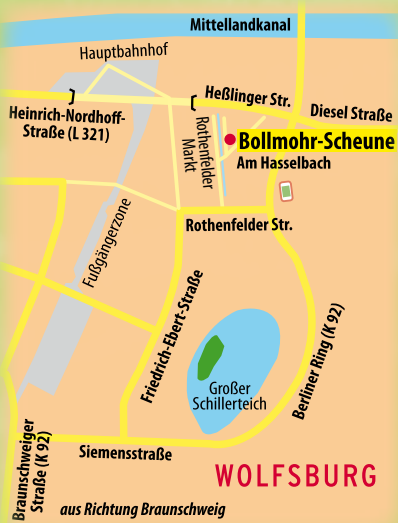 Mittellandkanal
Hauptbahnhof
Heßlinger Str.
Diesel Straße
Heinrich-Nordhoff-
Straße (L 321)
Rothenfelder
Markt
Bollmohr-Scheune
Am Hasselbach
Rothenfelder Str.
Fußgängerzone
Friedrich-Ebert-Straße
Berliner Ring (K 92)
Großer
Schillerteich
Braunschweiger
Straße (K 92)
Siemensstraße
WOLFSBURG
aus Richtung Braunschweig